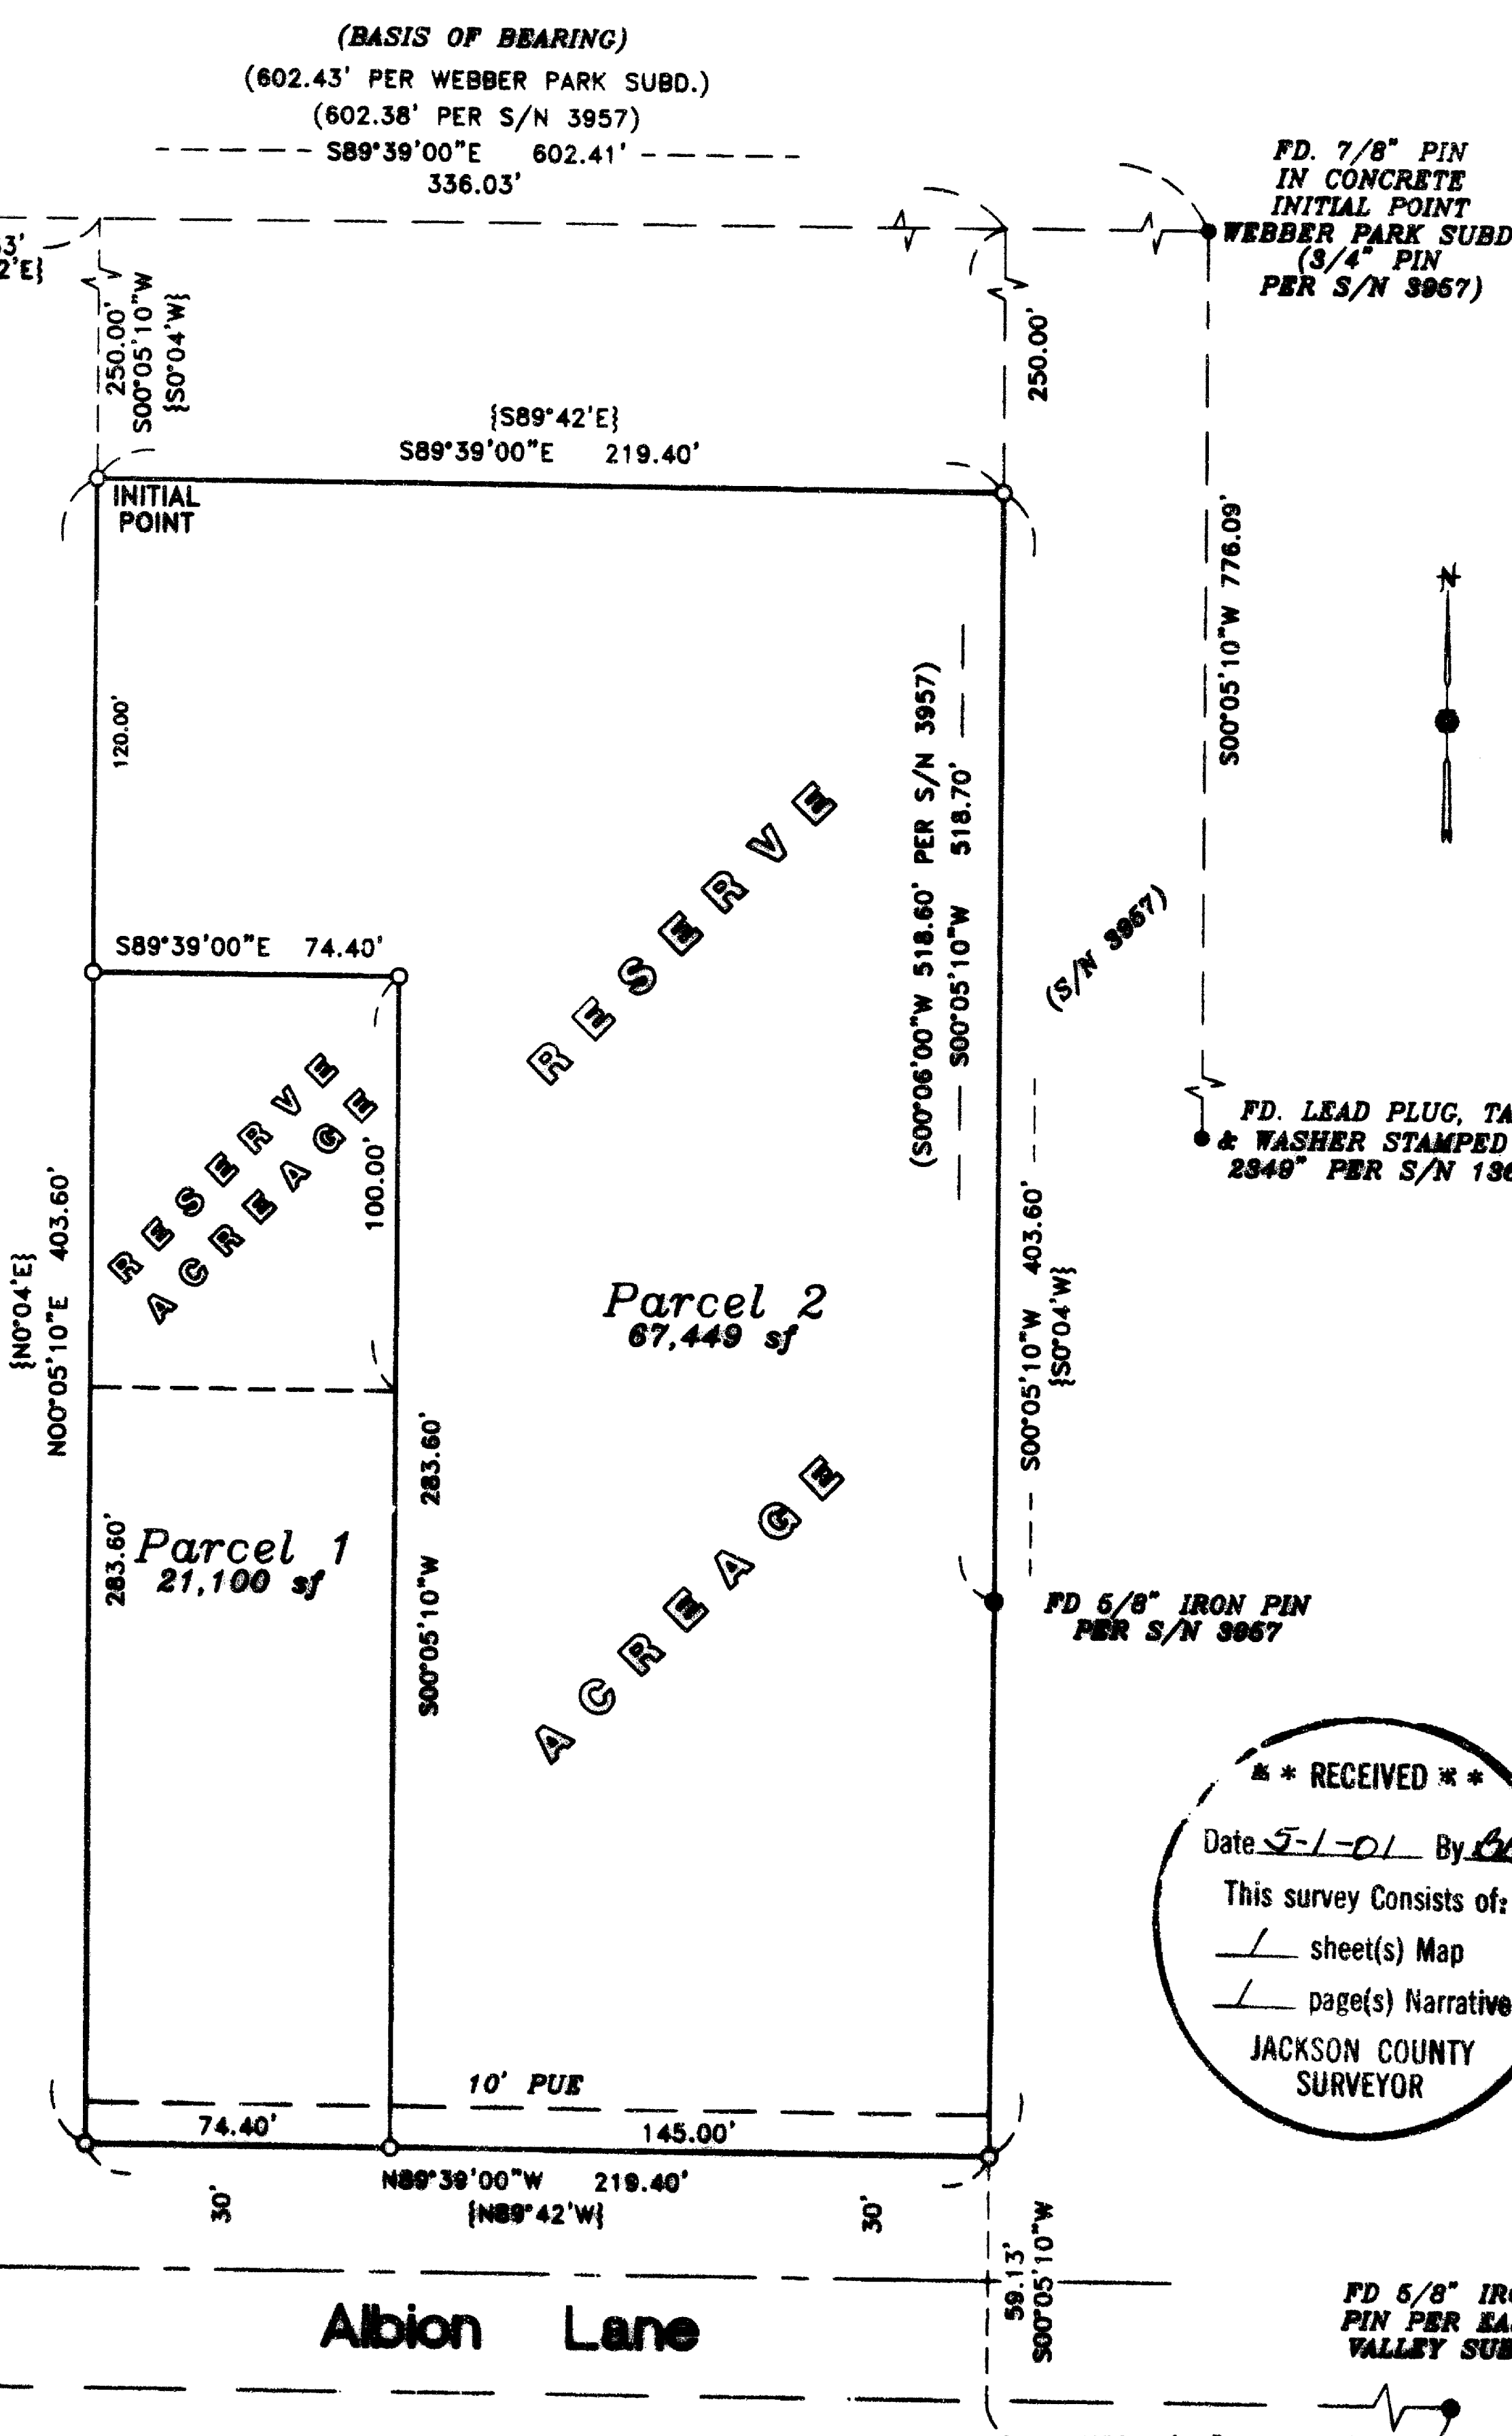 (BASIS OF BEARING)
(602.43' PER WEBBER PARK SUBD.)
(602.38' PER S/N 3957)
S89°39'00"E 602.41'
336.03'
FD. 7/8" PIN
IN CONCRETE
INITIAL POINT
WEBBER PARK SUBD
(3/4" PIN
PER S/N 3957)
250.00'
S00°05'10"W
{S0°04'W}
250.00'
{S89°42'E}
S89°39'00"E 219.40'
INITIAL
POINT
S00°05'10"W 776.09'
N
120.00'
(S00°06'00"W 518.60' PER S/N 3957)
S00°05'10"W 518.70'
RESERVE
(S/N 3957)
S89°39'00"E 74.40'
RESERVE
ACREAGE
100.00'
FD. LEAD PLUG,
& WASHER STAMPED
2349" PER S/N
{N0°04'E}
N00°05'10"E 403.60'
S00°05'10"W 403.60'
{S0°04'W}
Parcel 2
67,449 sf
283.60'
S00°05'10"W 283.60'
Parcel 1
21,100 sf
ACREAGE
FD 5/8" IRON PIN
PER S/N 3957
* * RECEIVED * *
Date 5-1-01 By
This survey Consists of:
1 sheet(s) Map
1 page(s) Narrative
JACKSON COUNTY
SURVEYOR
10' PUE
74.40'
145.00'
N89°39'00"W 219.40'
{N89°42'W}
30'
30'
59.13'
S00°05'10"W
Albion Lane
FD 5/8"
PIN PER
VALLEY